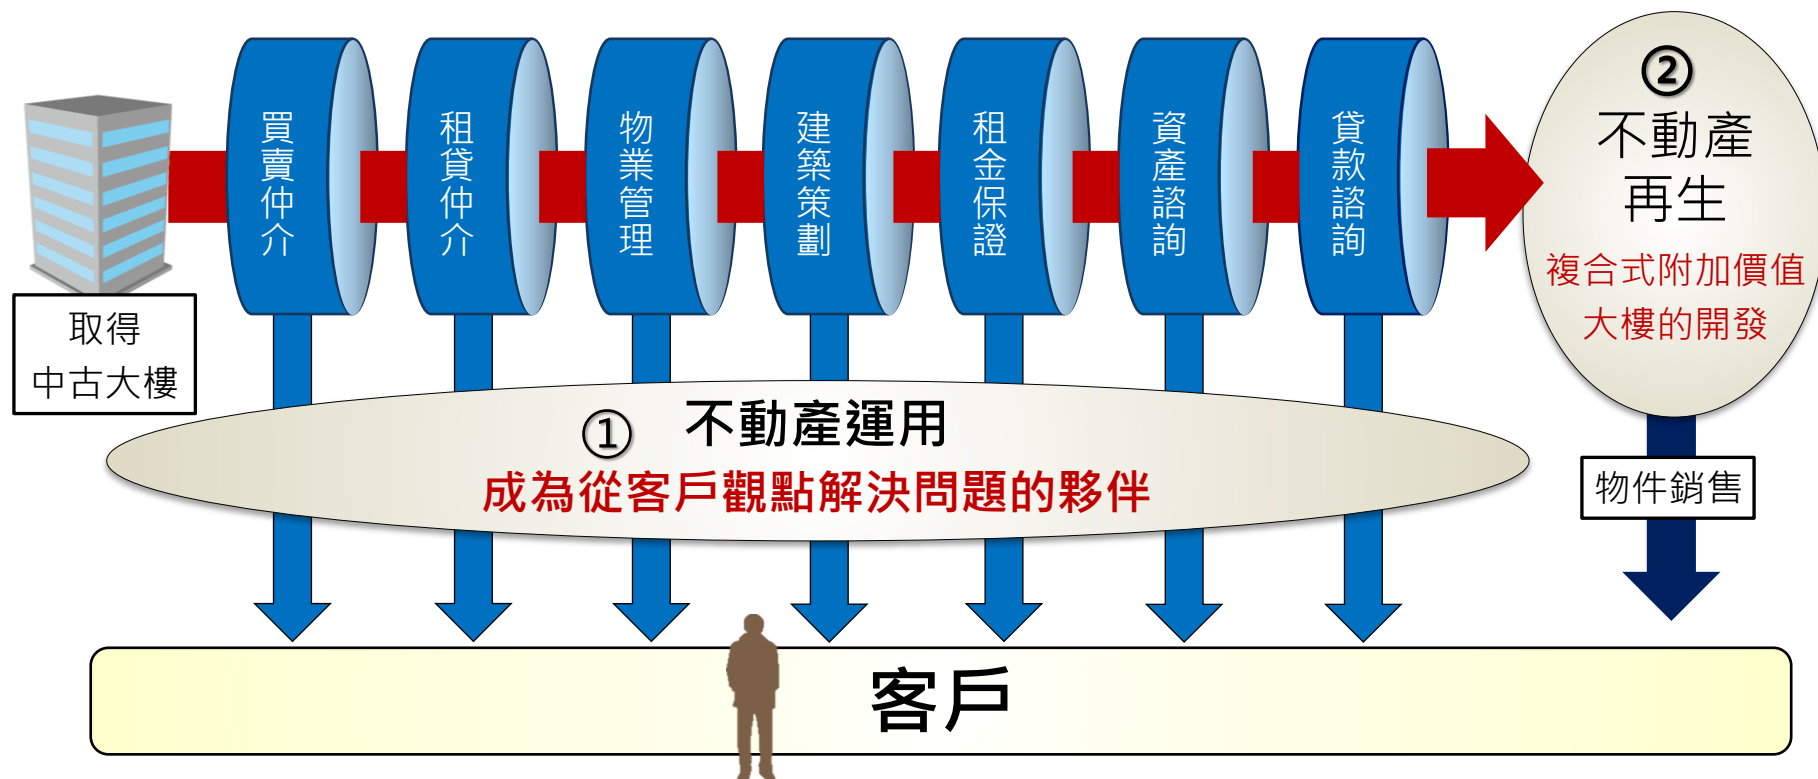 買賣仲介
租貸仲介
物業管理
建築策劃
租金保證
資產諮詢
貸款諮詢
②
不動產
再生
複合式附加價值
大樓的開發
取得
中古大樓
① 不動產運用
成為從客戶觀點解決問題的夥伴
物件銷售
客戶